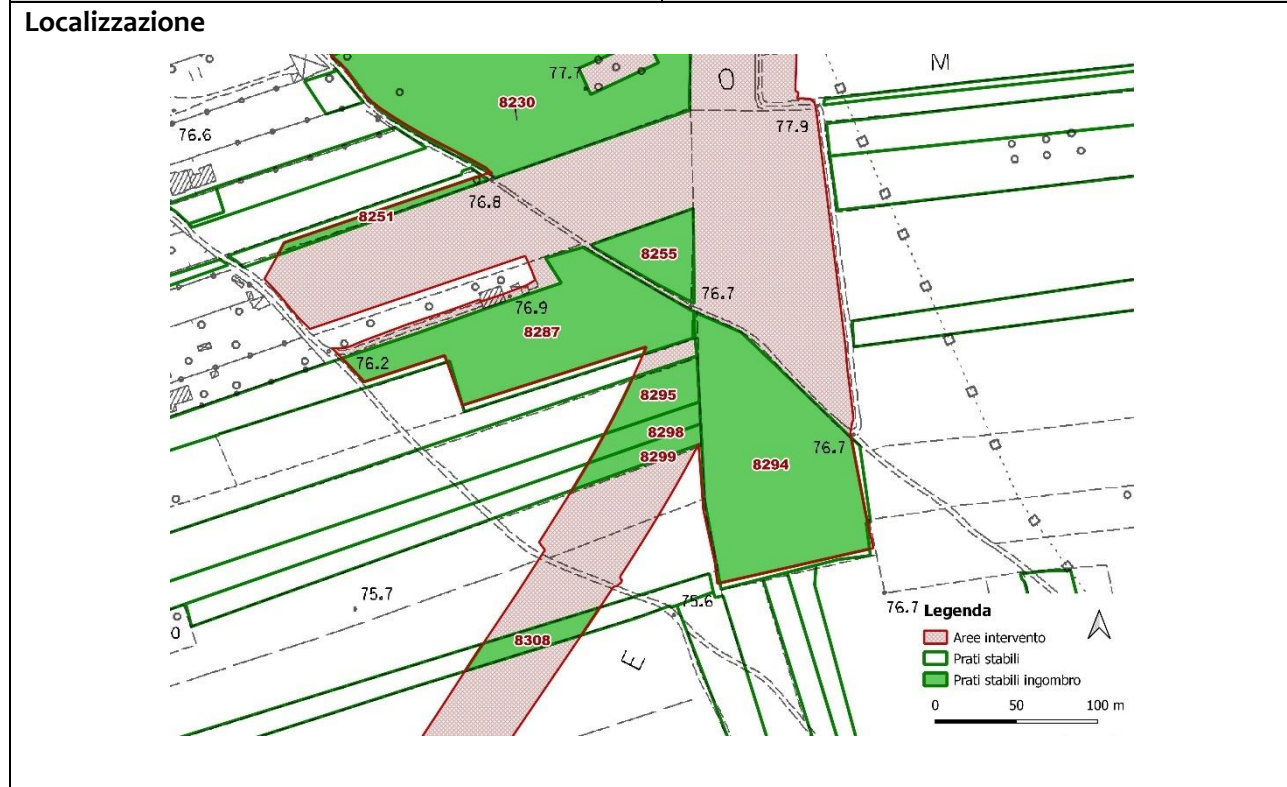 Localizzazione
M
77.7
O
8230
77.9
76.6
76.8
8251
8255
76.7
76.9
8287
76.2
8295
8298
8299
76.7
8294
75.7
75.6
76.7
8308
E
Legenda
Aree intervento
Prati stabili
Prati stabili ingombro
0 50 100 m